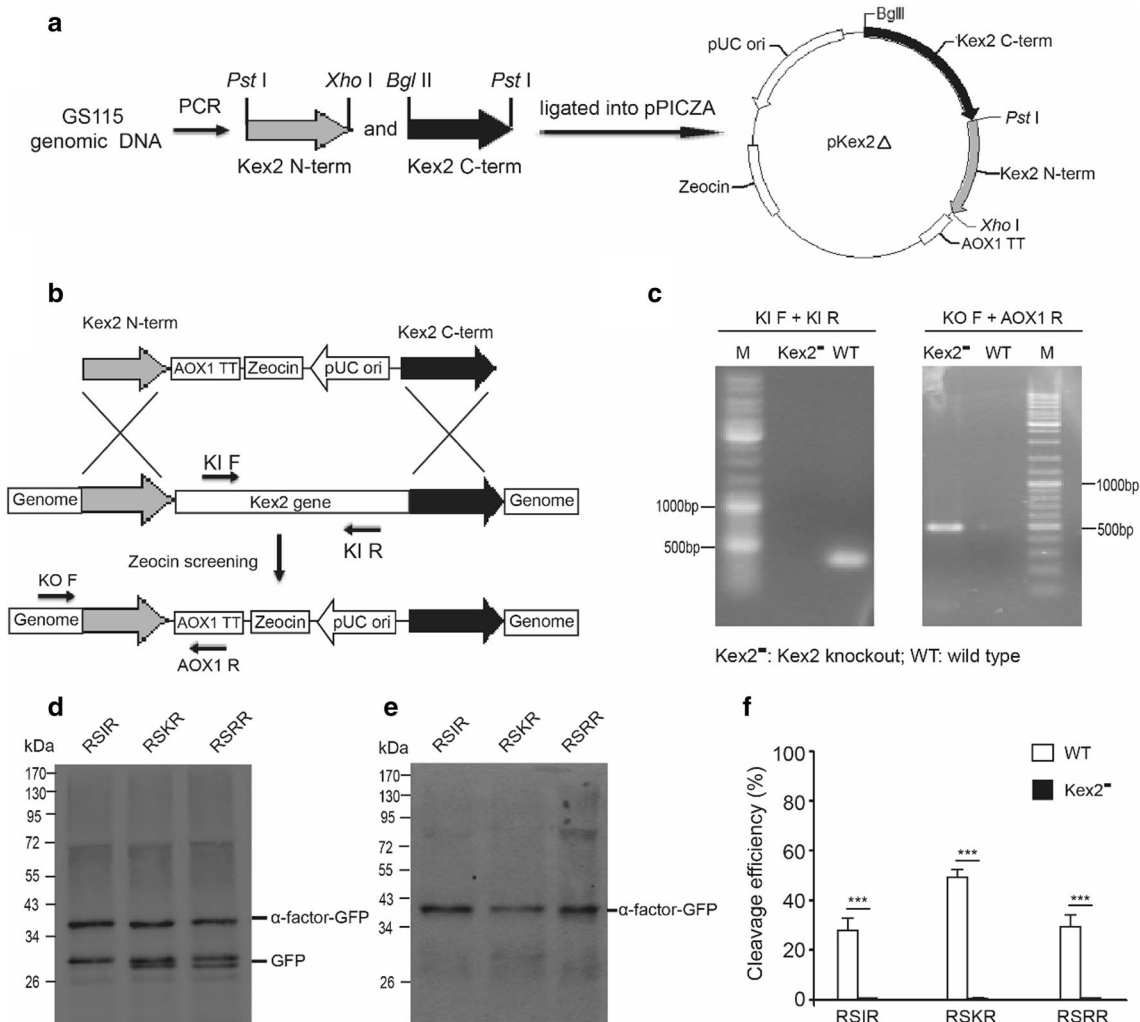 a
GS115
genomic DNA
PCR
Pst I
Xho I
Kex2 N-term
and
Bgl II
Pst I
Kex2 C-term
ligated into pPICZA
BglII
Kex2 C-term
Pst I
Kex2 N-term
Xho I
AOX1 TT
Zeocin
pUC ori
pKex2Δ
b
Kex2 N-term
AOX1 TT
Zeocin
pUC ori
Kex2 C-term
KI F
Genome
Kex2 gene
Genome
KI R
Zeocin screening
KO F
Genome
AOX1 TT
Zeocin
pUC ori
Genome
AOX1 R
c
KI F + KI R
M Kex2⁻ WT
1000bp
500bp
KO F + AOX1 R
Kex2⁻ WT M
1000bp
500bp
Kex2⁻: Kex2 knockout; WT: wild type
d
RSIR
RSKR
RSRR
kDa
170
130
95
72
55
43
34
26
α-factor-GFP
GFP
e
RSIR
RSKR
RSRR
kDa
170
130
95
72
55
43
34
26
α-factor-GFP
f
WT
Kex2⁻
Cleavage efficiency (%)
100
80
60
40
20
0
***
***
***
RSIR
RSKR
RSRR